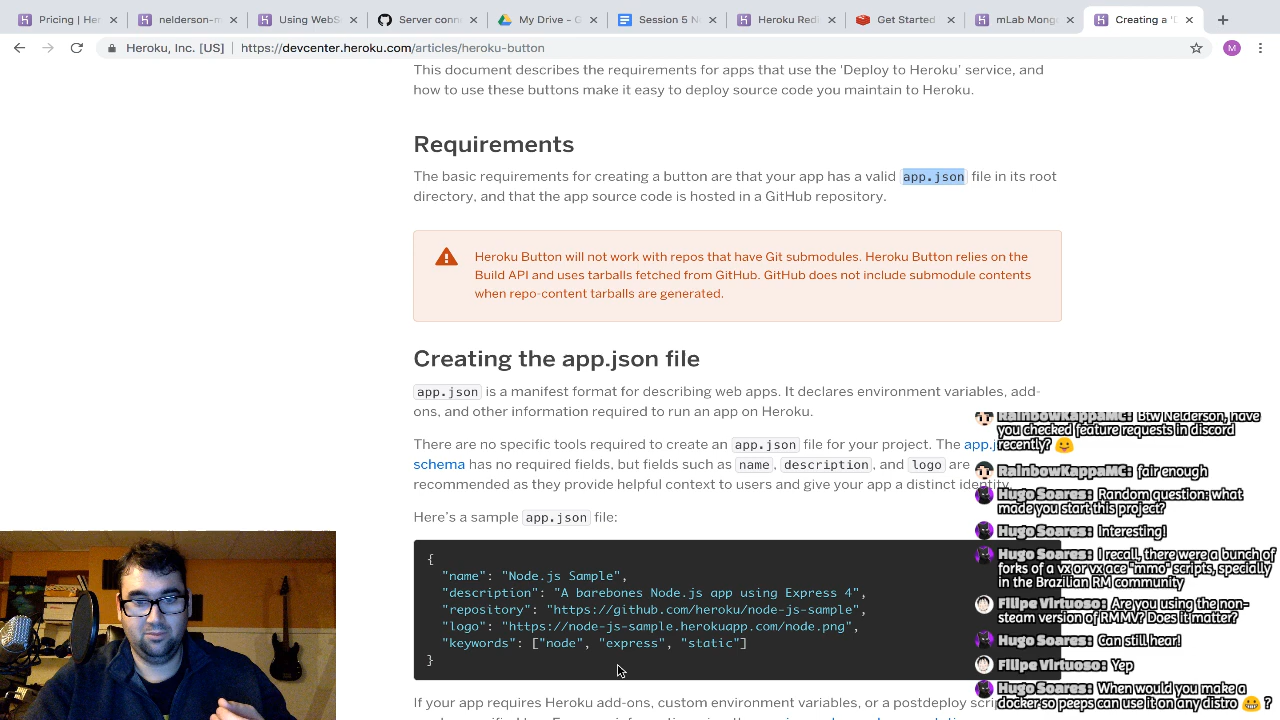 Pricing | Her
nelderson-m
Using WebS
Server conne
My Drive - G
Session 5 N
Heroku Redi
Get Started
mLab Mong
Creating a 'D
Heroku, Inc. [US] | https://devcenter.heroku.com/articles/heroku-button
M
This document describes the requirements for apps that use the 'Deploy to Heroku' service, and
how to use these buttons make it easy to deploy source code you maintain to Heroku.
Requirements
The basic requirements for creating a button are that your app has a valid app.json file in its root
directory, and that the app source code is hosted in a GitHub repository.
Heroku Button will not work with repos that have Git submodules. Heroku Button relies on the
Build API and uses tarballs fetched from GitHub. GitHub does not include submodule contents
when repo-content tarballs are generated.
Creating the app.json file
app.json is a manifest format for describing web apps. It declares environment variables, add-
ons, and other information required to run an app on Heroku.
There are no specific tools required to create an app.json file for your project. The app.j
schema has no required fields, but fields such as name, description, and logo are
recommended as they provide helpful context to users and give your app a distinct identity.
Here's a sample app.json file:
{
"name": "Node.js Sample",
"description": "A barebones Node.js app using Express 4",
"repository": "https://github.com/heroku/node-js-sample",
"logo": "https://node-js-sample.herokuapp.com/node.png",
"keywords": ["node", "express", "static"]
}
If your app requires Heroku add-ons, custom environment variables, or a postdeploy scri
RainbowKappaMC: Btw Nelderson, have
you checked feature requests in discord
recently?
RainbowKappaMC: fair enough
Hugo Soares: Random question: what
made you start this project?
Hugo Soares: Interesting!
Hugo Soares: I recall, there were a bunch of
forks of a vx or vx ace "mmo" scripts, specially
in the Brazilian RM community
Filipe Virtuoso: Are you using the non-
steam version of RMMV? Does it matter?
Hugo Soares: Can still hear!
Filipe Virtuoso: Yep
Hugo Soares: When would you make a
docker so peeps can use it on any distro ?